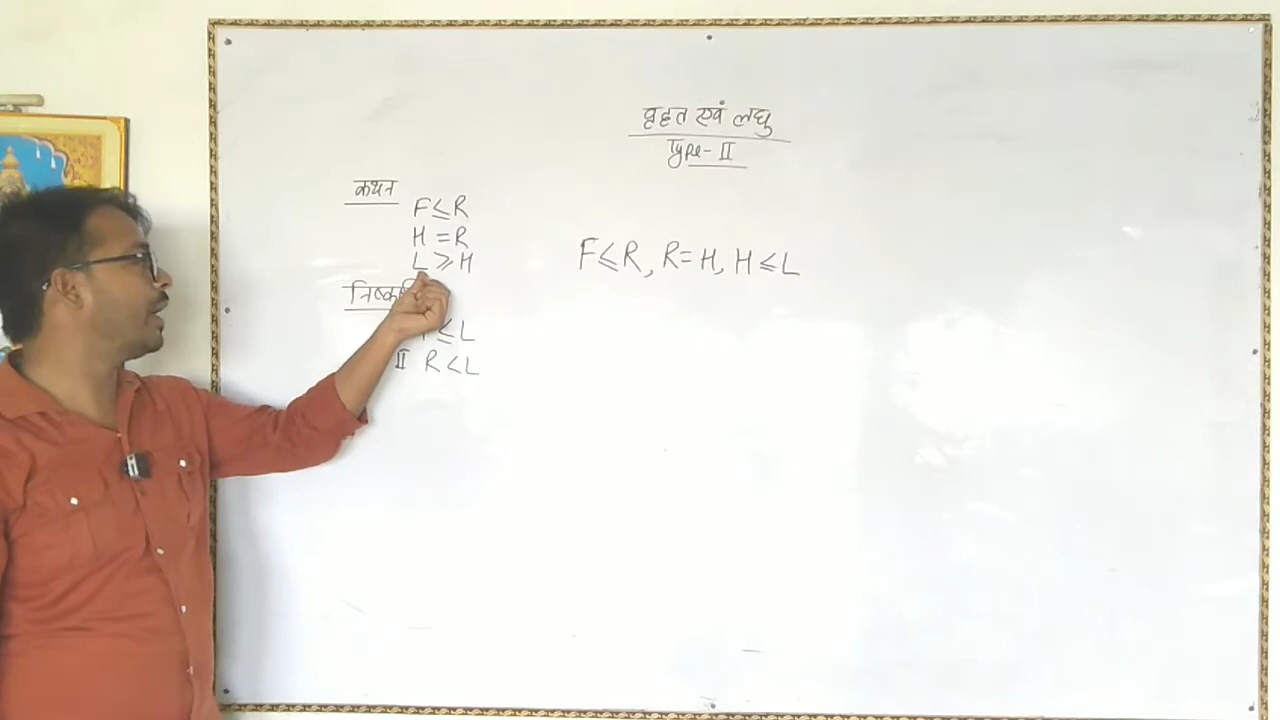 वृहत एवं लघु
Type- II
कथन
F ≤ R
H = R
L ≥ H
F ≤ R, R = H, H ≤ L
≤ L
II R < L